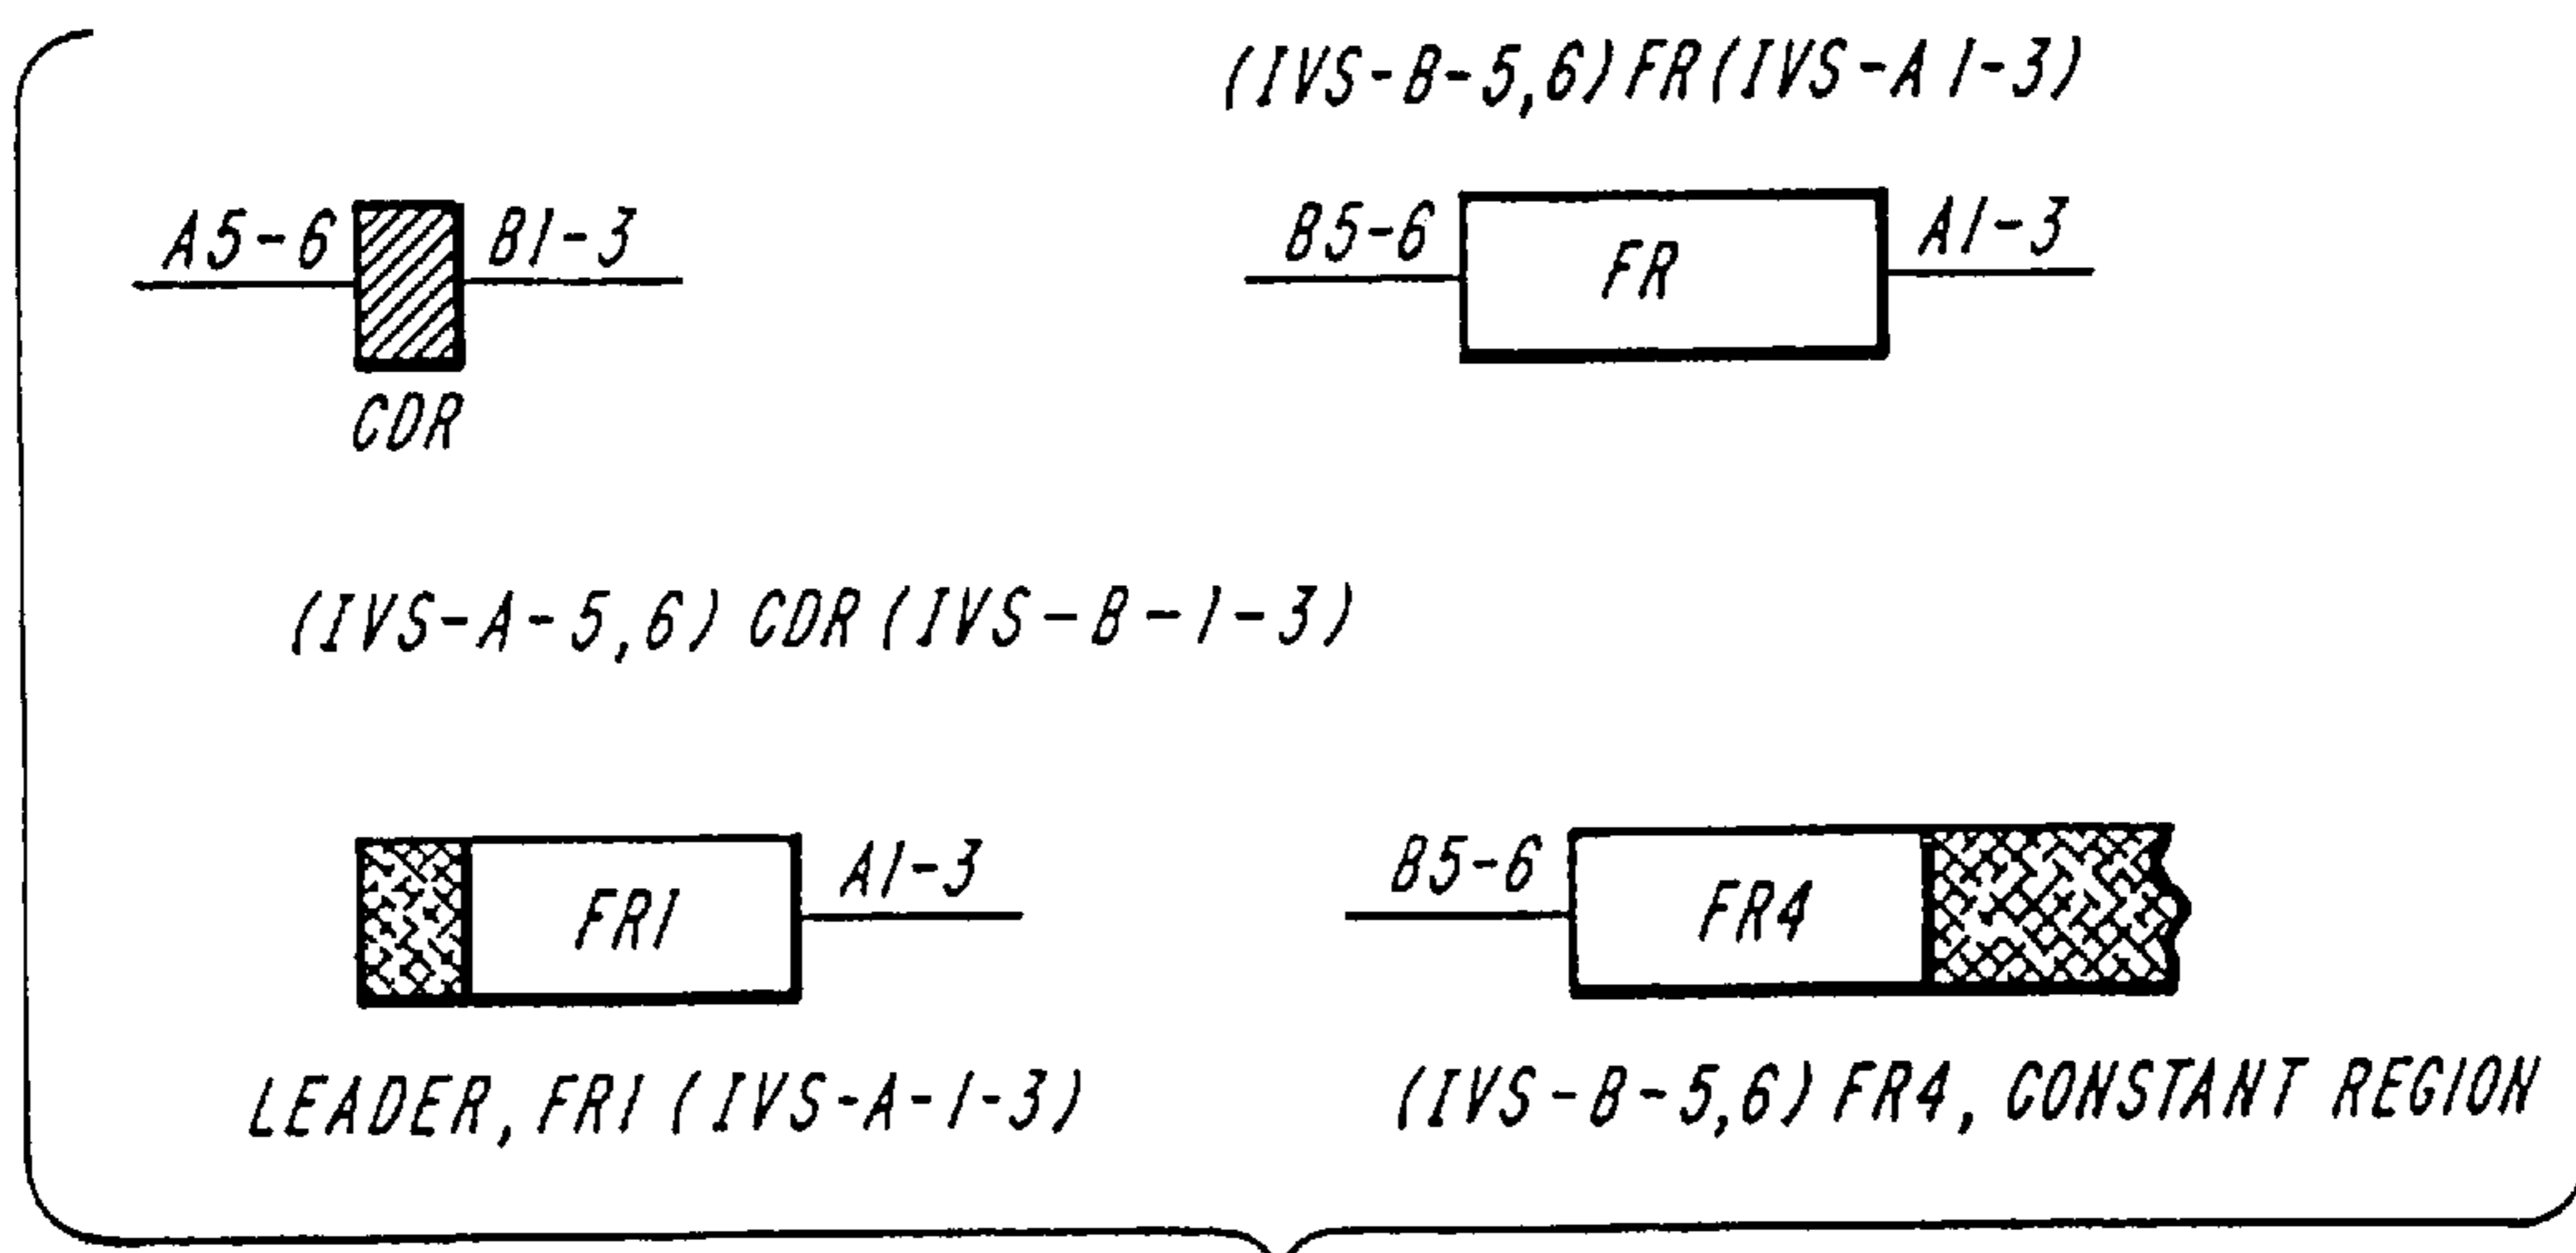 (IVS-B-5,6) FR (IVS-A 1-3)
A5-6
B1-3
CDR
B5-6
FR
A1-3
(IVS-A-5,6) CDR (IVS-B-1-3)
FR1
A1-3
LEADER, FR1 (IVS-A-1-3)
B5-6
FR4
(IVS-B-5,6) FR4, CONSTANT REGION